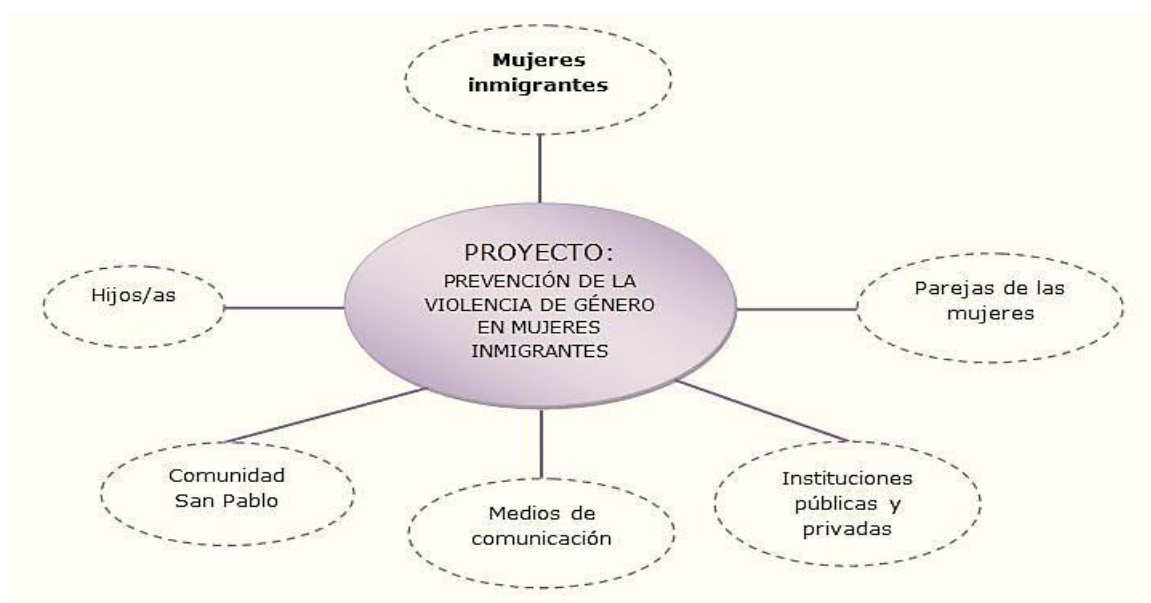 Mujeres
inmigrantes
PROYECTO:
PREVENCIÓN DE LA
VIOLENCIA DE GÉNERO
EN MUJERES
INMIGRANTES
Hijos/as
Parejas de las
mujeres
Comunidad
San Pablo
Medios de
comunicación
Instituciones
públicas y
privadas